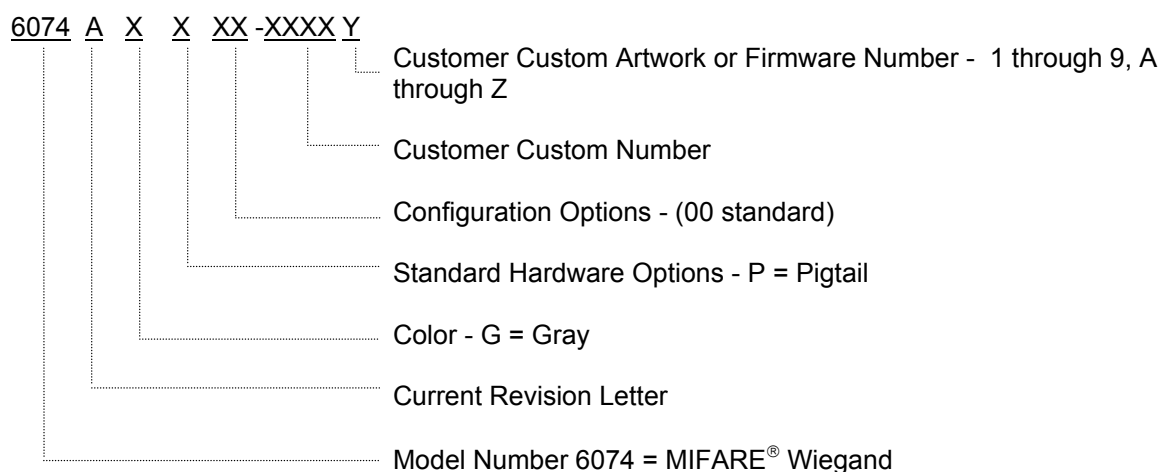 6074 A X X XX -XXXX Y
Customer Custom Artwork or Firmware Number - 1 through 9, A
through Z
Customer Custom Number
Configuration Options - (00 standard)
Standard Hardware Options - P = Pigtail
Color - G = Gray
Current Revision Letter
Model Number 6074 = MIFARE® Wiegand